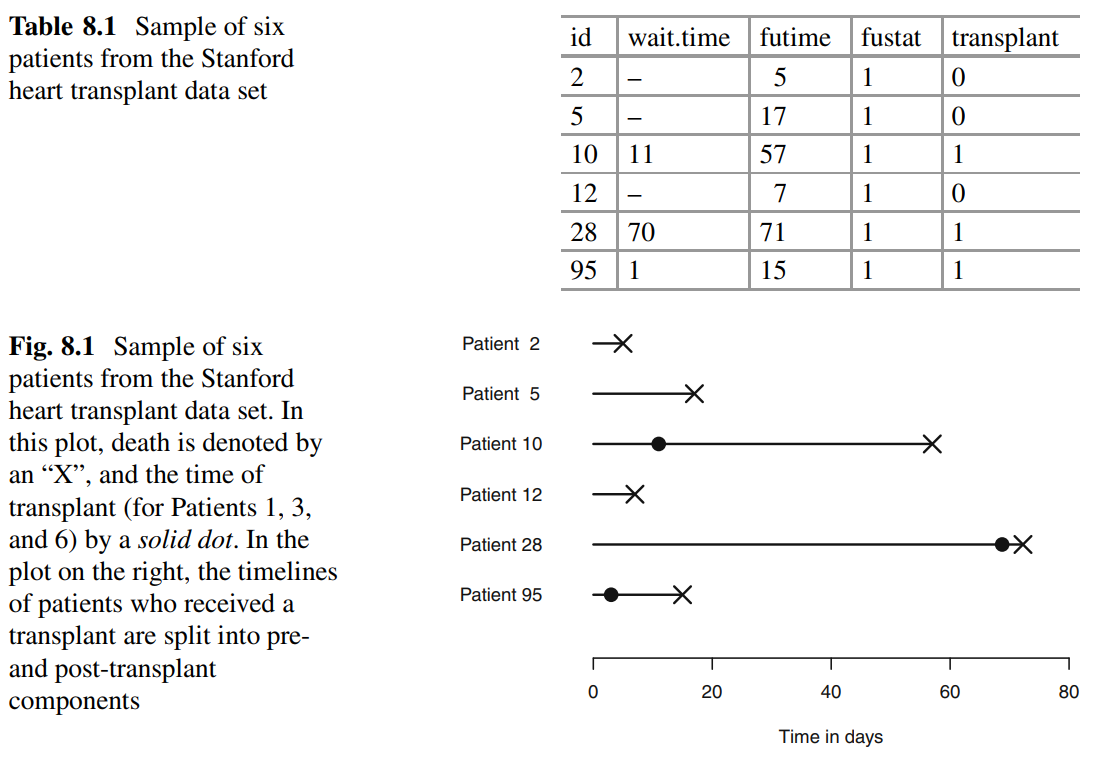 Table 8.1 Sample of six
patients from the Stanford
heart transplant data set
id wait.time futime fustat transplant
2 – 5 1 0
5 – 17 1 0
10 11 57 1 1
12 – 7 1 0
28 70 71 1 1
95 1 15 1 1
Fig. 8.1 Sample of six
patients from the Stanford
heart transplant data set. In
this plot, death is denoted by
an “X”, and the time of
transplant (for Patients 1, 3,
and 6) by a solid dot. In the
plot on the right, the timelines
of patients who received a
transplant are split into pre-
and post-transplant
components
Patient 2
Patient 5
Patient 10
Patient 12
Patient 28
Patient 95
0 20 40 60 80
Time in days